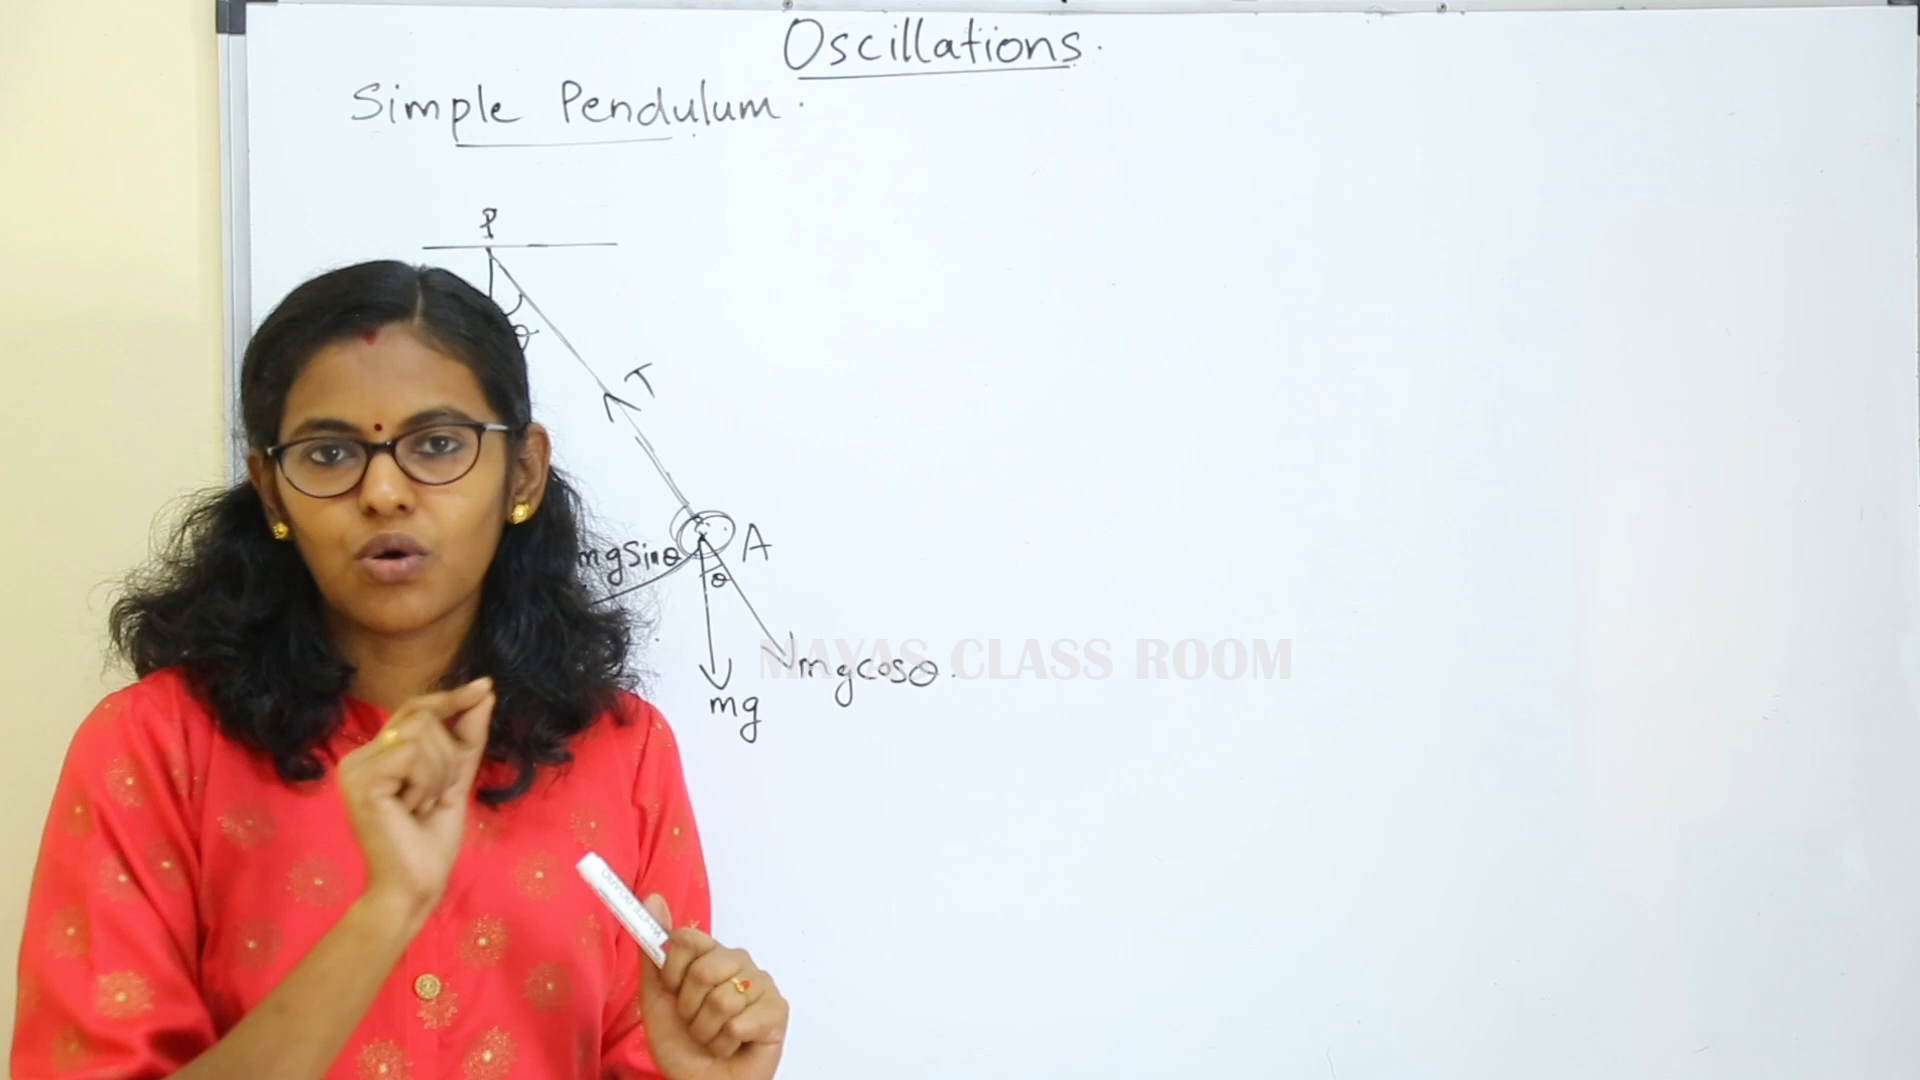 Oscillations.
Simple Pendulum.
P
θ
T
A
mgsinθ
θ
MAYAS CLASS ROOM
mgcosθ.
mg